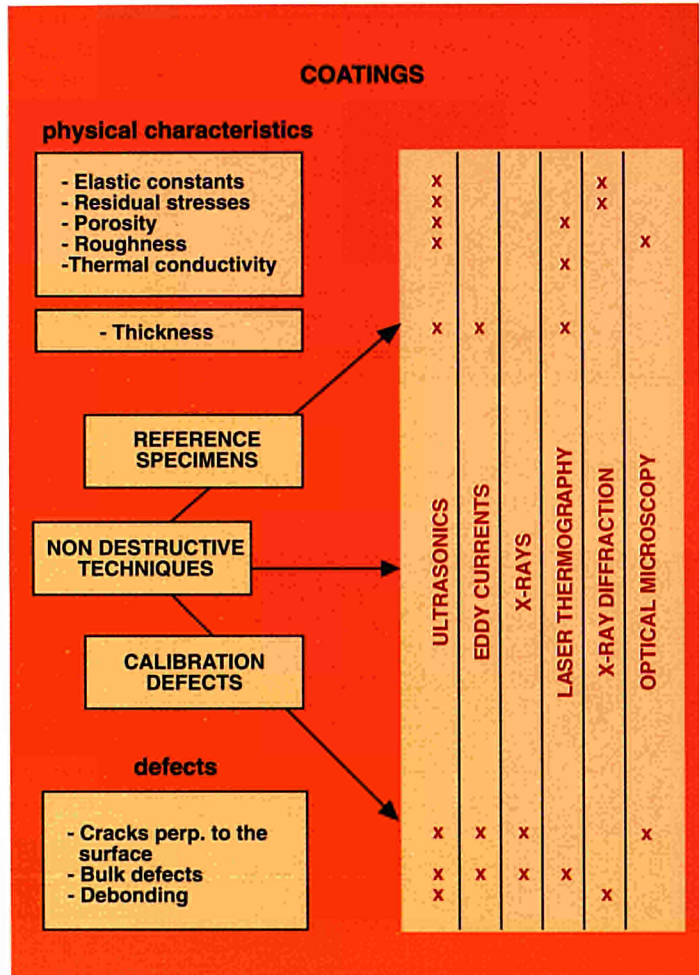 COATINGS
physical characteristics
- Elastic constants
- Residual stresses
- Porosity
- Roughness
-Thermal conductivity
x x
x x
x x
x x
x
- Thickness
x x x
REFERENCE
SPECIMENS
NON DESTRUCTIVE
TECHNIQUES
CALIBRATION
DEFECTS
ULTRASONICS
EDDY CURRENTS
X-RAYS
LASER THERMOGRAPHY
X-RAY DIFFRACTION
OPTICAL MICROSCOPY
defects
- Cracks perp. to the
surface
- Bulk defects
- Debonding
x x x x
x x x x
x x